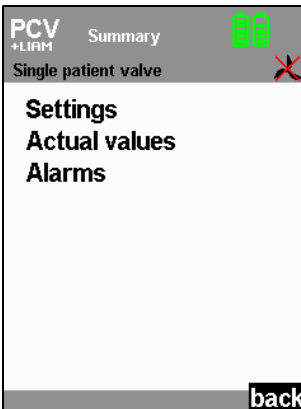 PCV Summary
+LIAM
Single patient valve
Settings
Actual values
Alarms
back